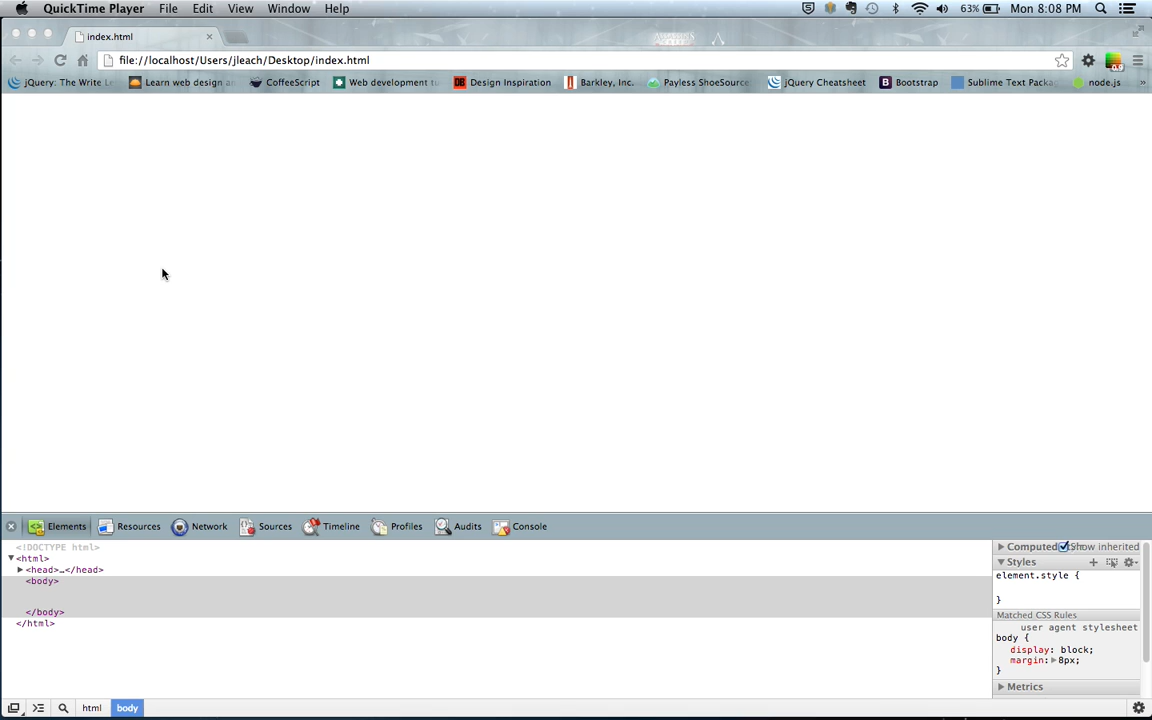 QuickTime Player File Edit View Window Help 63% Mon 8:08 PM
index.html
file://localhost/Users/jleach/Desktop/index.html
jQuery: The Write Le Learn web design an CoffeeScript Web development tu Design Inspiration Barkley, Inc. Payless ShoeSource jQuery Cheatsheet Bootstrap Sublime Text Packa node.js »
Elements Resources Network Sources Timeline Profiles Audits Console
<!DOCTYPE html>
<html>
<head>…</head>
<body>
</body>
</html>
Computed Show inherited
Styles
element.style {
}
Matched CSS Rules
user agent stylesheet
body {
display: block;
margin: 8px;
}
Metrics
html body